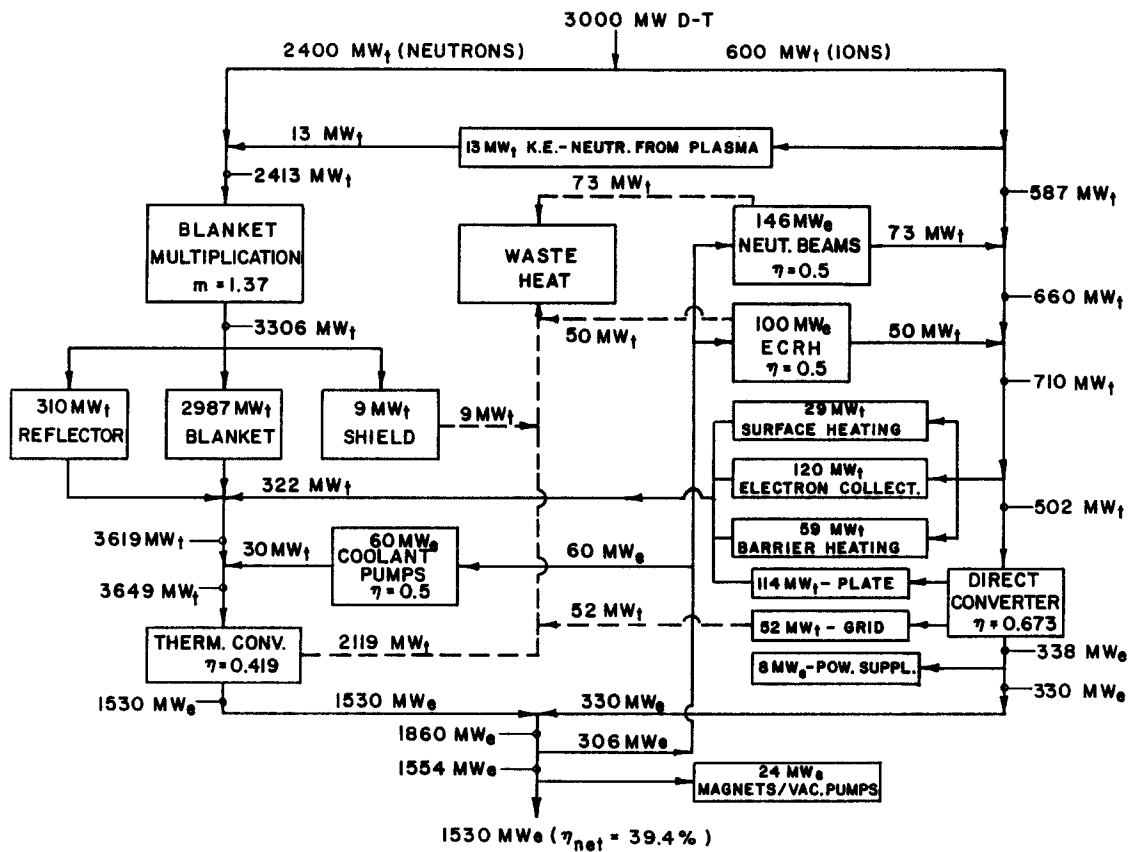 3000 MW D-T
2400 MWt (NEUTRONS)
600 MWt (IONS)
13 MWt
13 MWt K.E.-NEUTR. FROM PLASMA
2413 MWt
587 MWt
73 MWt
BLANKET
MULTIPLICATION
m = 1.37
WASTE
HEAT
146 MWe
NEUT. BEAMS
η = 0.5
73 MWt
660 MWt
3306 MWt
50 MWt
100 MWe
ECRH
η = 0.5
50 MWt
710 MWt
310 MWt
REFLECTOR
2987 MWt
BLANKET
9 MWt
SHIELD
9 MWt
29 MWt
SURFACE HEATING
120 MWt
ELECTRON COLLECT.
322 MWt
502 MWt
59 MWt
BARRIER HEATING
3619 MWt
30 MWt
60 MWe
COOLANT
PUMPS
η = 0.5
60 MWe
3649 MWt
114 MWt - PLATE
DIRECT
CONVERTER
η = 0.673
52 MWt
52 MWt - GRID
THERM. CONV.
η = 0.419
2119 MWt
338 MWe
8 MWe - POW. SUPPL.
330 MWe
1530 MWe
1530 MWe
330 MWe
1860 MWe
306 MWe
1554 MWe
24 MWe
MAGNETS/VAC. PUMPS
1530 MWe (ηnet = 39.4%)